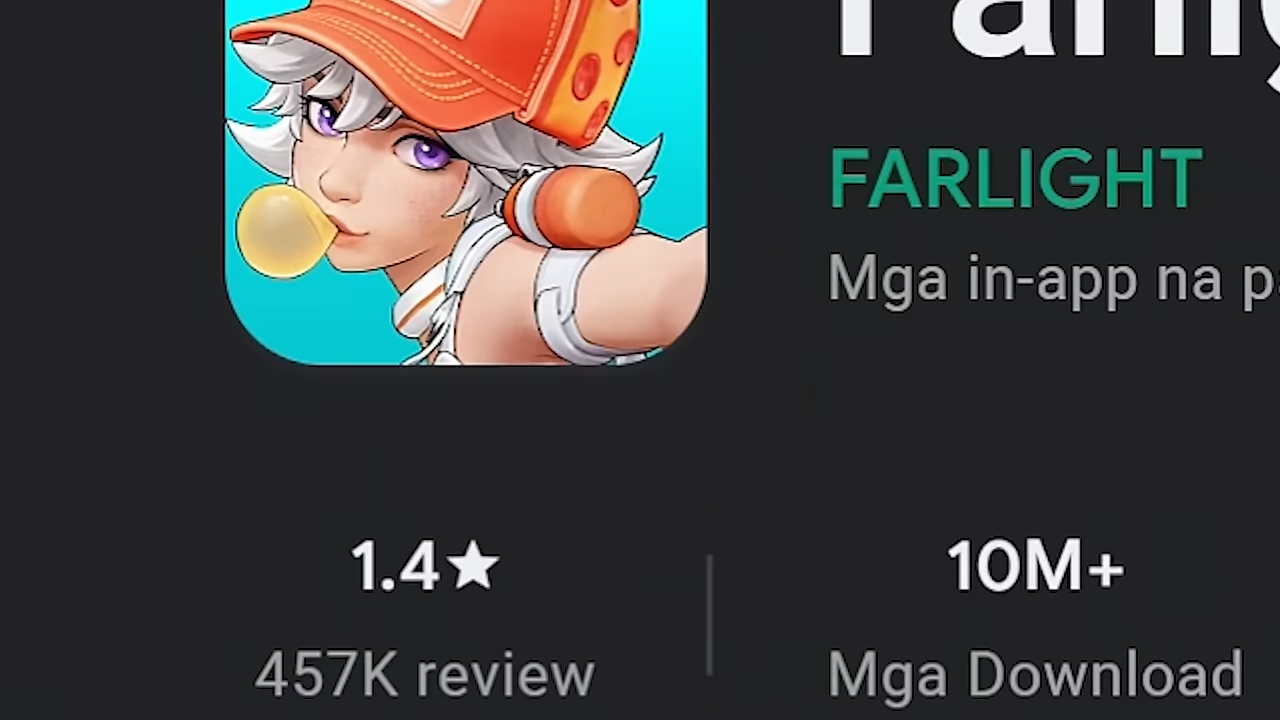 FARLIGHT
Mga in-app na
1.4★
10M+
457K review
Mga Download